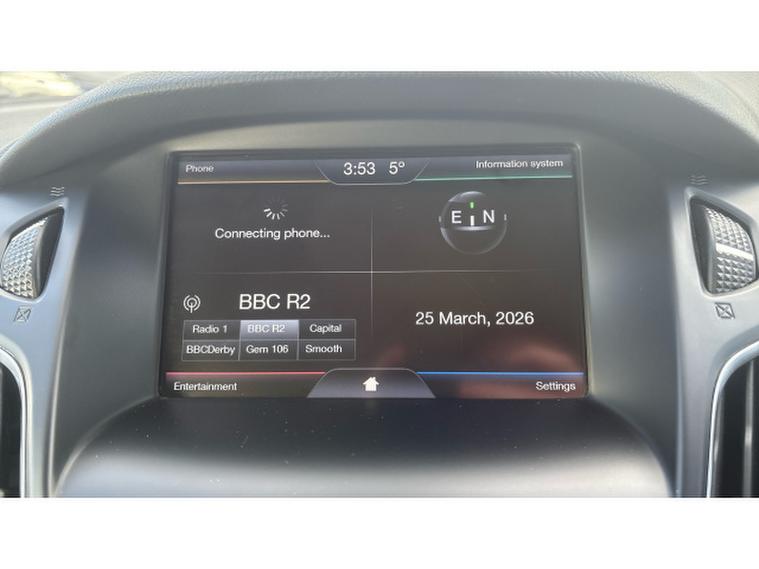 Phone
3:53 5°
Information system
Connecting phone...
E N
BBC R2
Radio 1 BBC R2 Capital
BBCDerby Gem 106 Smooth
25 March, 2026
Entertainment
Settings